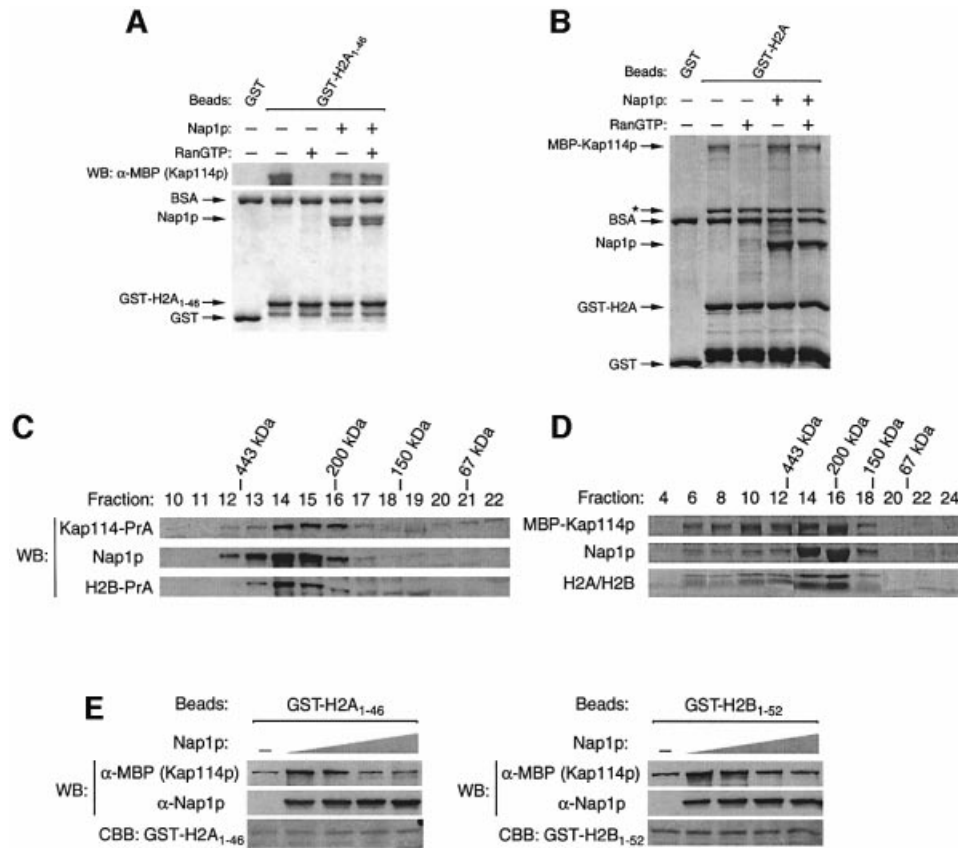 A
Beads: GST GST-H2A1-46
Nap1p: – – – + +
RanGTP: – – + – +
WB: α-MBP (Kap114p)
BSA
Nap1p
GST-H2A1-46
GST
B
Beads: GST GST-H2A
Nap1p: – – – + +
RanGTP: – – + – +
MBP-Kap114p
*
BSA
Nap1p
GST-H2A
GST
C
443 kDa 200 kDa 150 kDa 67 kDa
Fraction: 10 11 12 13 14 15 16 17 18 19 20 21 22
WB:
Kap114-PrA
Nap1p
H2B-PrA
D
443 kDa 200 kDa 150 kDa 67 kDa
Fraction: 4 6 8 10 12 14 16 18 20 22 24
MBP-Kap114p
Nap1p
H2A/H2B
E
Beads: GST-H2A1-46
Nap1p: –
WB:
α-MBP (Kap114p)
α-Nap1p
CBB: GST-H2A1-46
Beads: GST-H2B1-52
Nap1p: –
WB:
α-MBP (Kap114p)
α-Nap1p
CBB: GST-H2B1-52